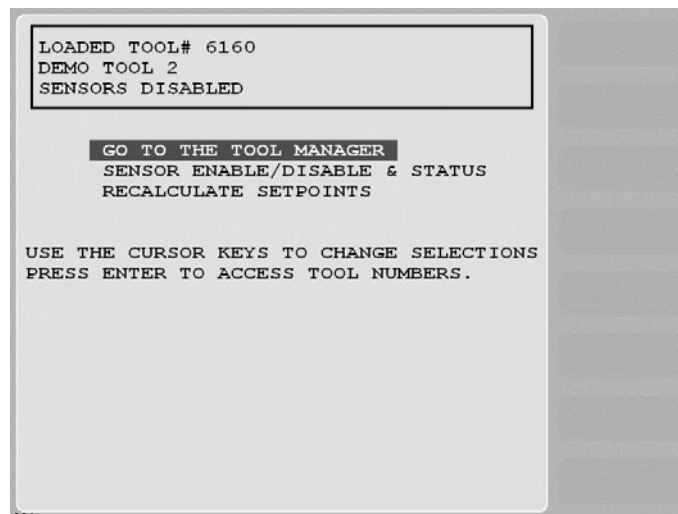 LOADED TOOL# 6160
DEMO TOOL 2
SENSORS DISABLED
GO TO THE TOOL MANAGER
SENSOR ENABLE/DISABLE & STATUS
RECALCULATE SETPOINTS
USE THE CURSOR KEYS TO CHANGE SELECTIONS
PRESS ENTER TO ACCESS TOOL NUMBERS.